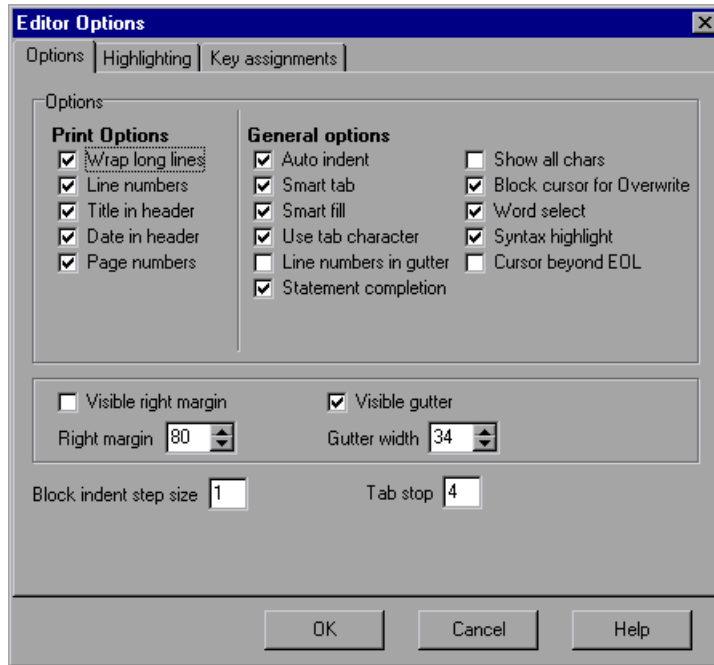 Editor Options
Options Highlighting Key assignments
Options
Print Options General options
Wrap long lines Auto indent Show all chars
Line numbers Smart tab Block cursor for Overwrite
Title in header Smart fill Word select
Date in header Use tab character Syntax highlight
Page numbers Line numbers in gutter Cursor beyond EOL
Statement completion
Visible right margin Visible gutter
Right margin 80 Gutter width 34
Block indent step size 1 Tab stop 4
OK Cancel Help